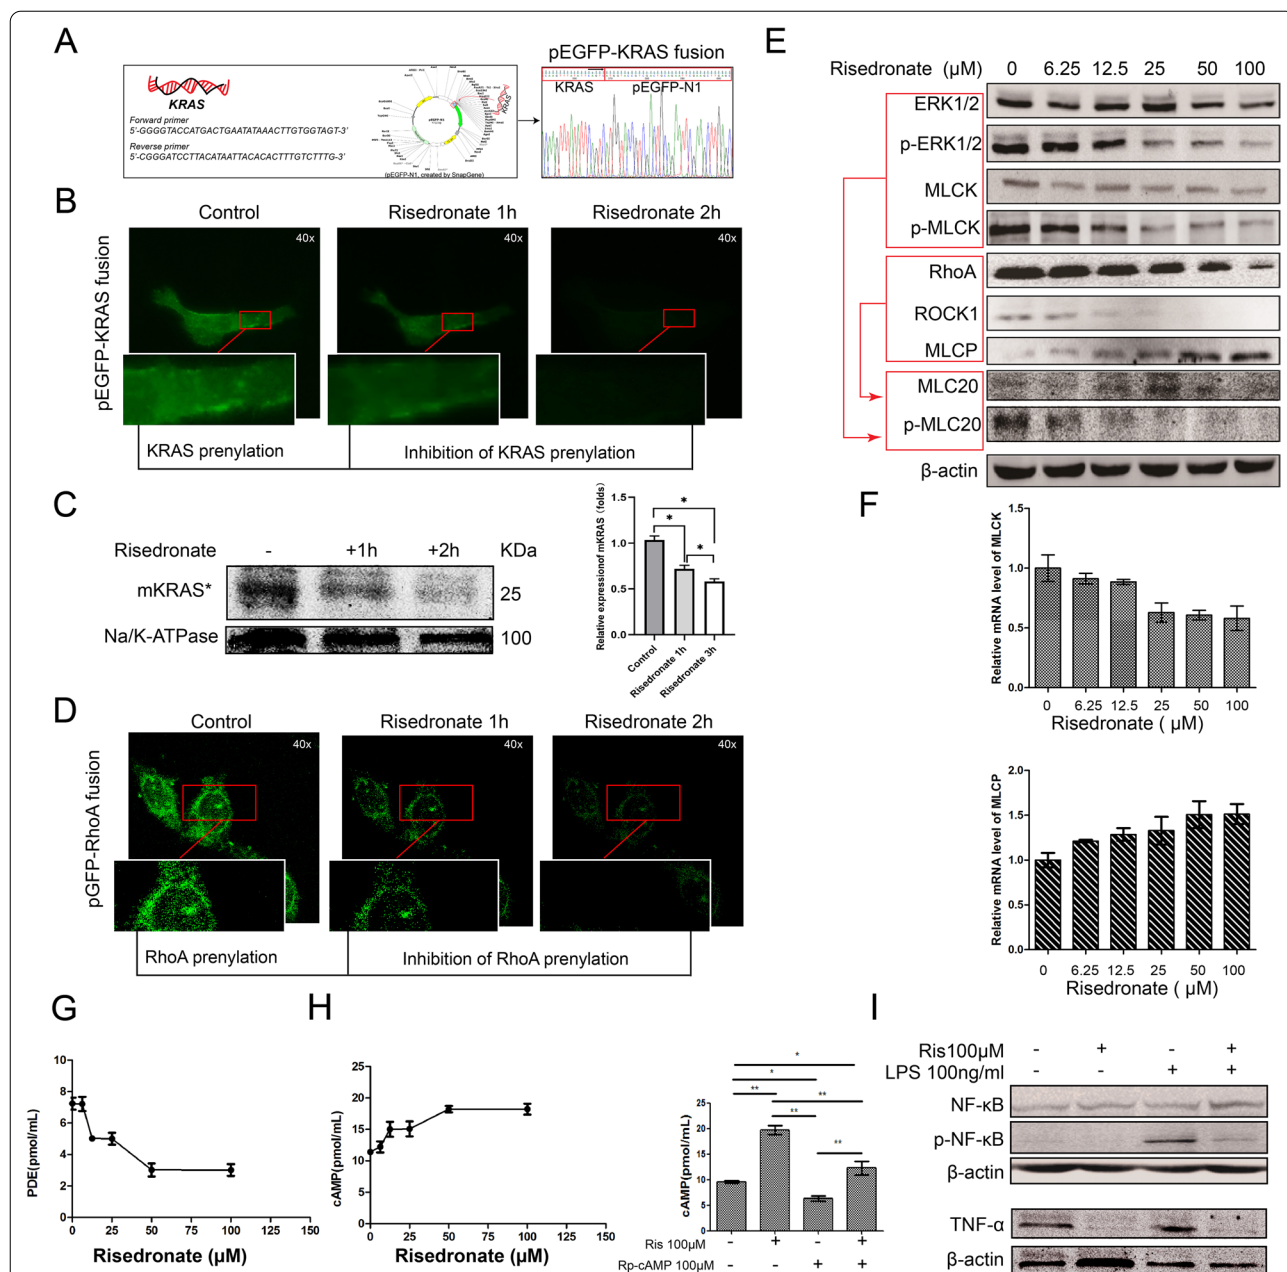 A
KRAS
Forward primer
5'-GGGGTACCATGACTGAATATAAACTTGTGGTAGT-3'
Reverse primer
5'-CGGGATCCTTACATAATTACACACTTTGTCTTTG-3'
KRAS
(pEGFP-N1, created by SnapGene)
pEGFP-KRAS fusion
KRAS
pEGFP-N1
B
Control
Risedronate 1h
Risedronate 2h
40x
40x
40x
pEGFP-KRAS fusion
KRAS prenylation
Inhibition of KRAS prenylation
C
Risedronate
-
+1h
+2h
KDa
mKRAS*
25
Na/K-ATPase
100
Relative expressionof mKRAS (folds)
1.5
1.0
0.5
0.0
*
*
*
Control
Risedronate 1h
Risedronate 3h
D
Control
Risedronate 1h
Risedronate 2h
40x
40x
40x
pGFP-RhoA fusion
RhoA prenylation
Inhibition of RhoA prenylation
E
Risedronate (μM)
0 6.25 12.5 25 50 100
ERK1/2
p-ERK1/2
MLCK
p-MLCK
RhoA
ROCK1
MLCP
MLC20
p-MLC20
β-actin
F
Relative mRNA level of MLCK
1.5
1.0
0.5
0.0
0 6.25 12.5 25 50 100
Risedronate ( μM)
Relative mRNA level of MLCP
2.0
1.5
1.0
0.5
0.0
0 6.25 12.5 25 50 100
Risedronate ( μM)
G
PDE(pmol/mL)
10
8
6
4
2
0
0 25 50 75 100 125 150
Risedronate (μM)
H
cAMP(pmol/mL)
25
20
15
10
5
0
0 25 50 75 100 125 150
Risedronate (μM)
cAMP(pmol/mL)
25
20
15
10
5
0
*
*
** **
**
**
Ris 100μM - + - +
Rp-cAMP 100μM - - + +
I
Ris100μM - + - +
LPS 100ng/ml - - + +
NF-κB
p-NF-κB
β-actin
TNF-α
β-actin